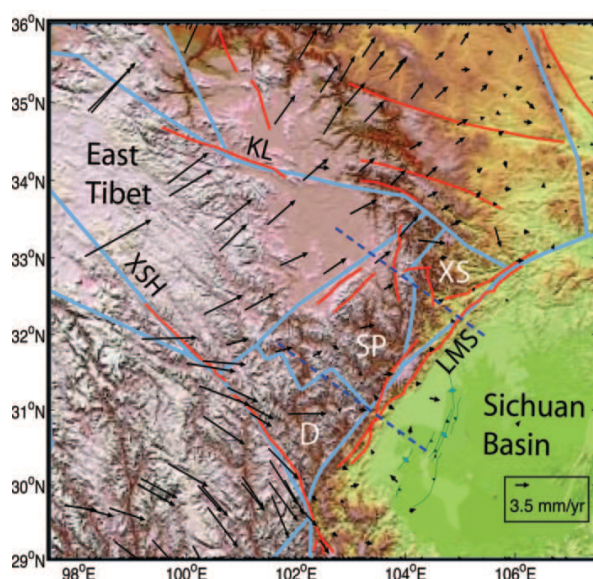 36°N
35°N
34°N
33°N
32°N
31°N
30°N
29°N
East
Tibet
KL
XSH
XS
SP
LMS
D
Sichuan
Basin
3.5 mm/yr
98°E
100°E
102°E
104°E
106°E